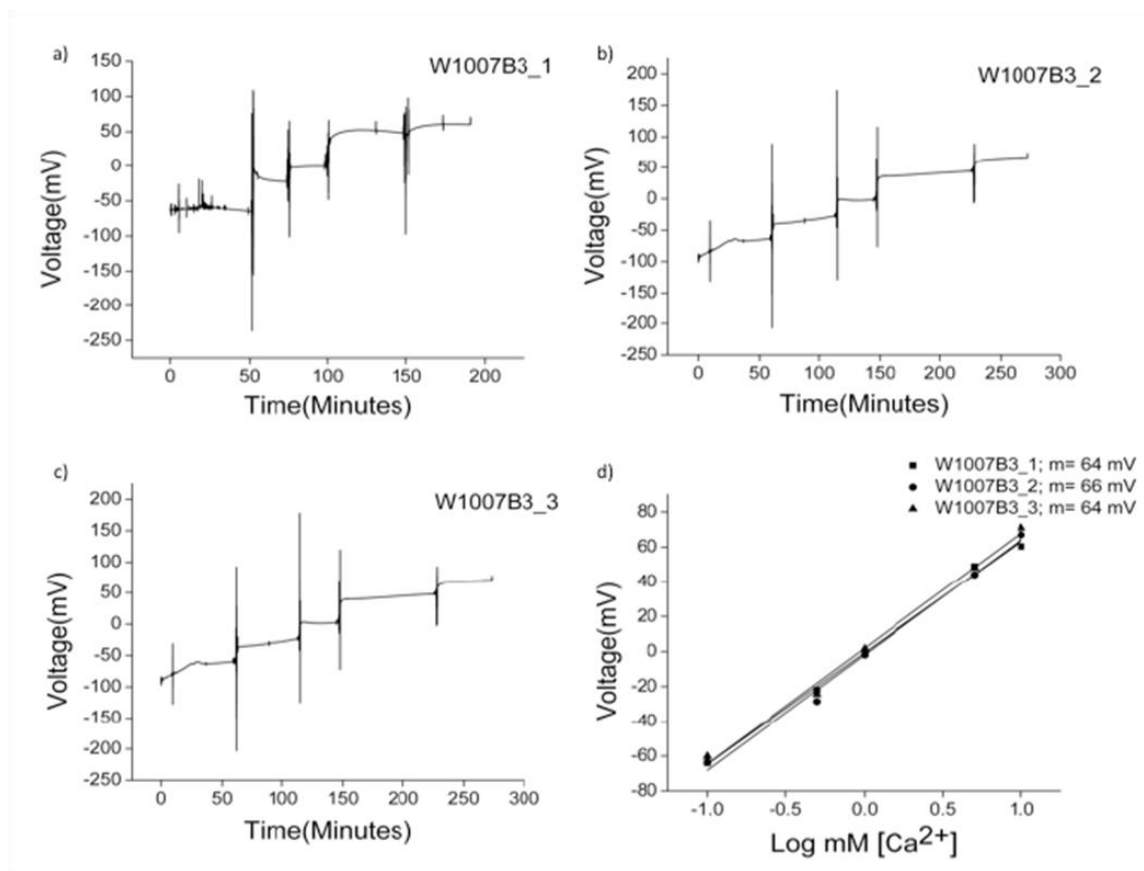 a)
W1007B3_1
150
100
50
0
-50
-100
-150
-200
-250
Voltage(mV)
0 50 100 150 200
Time(Minutes)
b)
W1007B3_2
200
150
100
50
0
-50
-100
-150
-200
-250
Voltage(mV)
0 50 100 150 200 250 300
Time(Minutes)
c)
W1007B3_3
200
150
100
50
0
-50
-100
-150
-200
-250
Voltage(mV)
0 50 100 150 200 250 300
Time(Minutes)
d)
W1007B3_1; m= 64 mV
W1007B3_2; m= 66 mV
W1007B3_3; m= 64 mV
80
60
40
20
0
-20
-40
-60
-80
Voltage(mV)
-1.0 -0.5 0.0 0.5 1.0
Log mM [Ca2+]